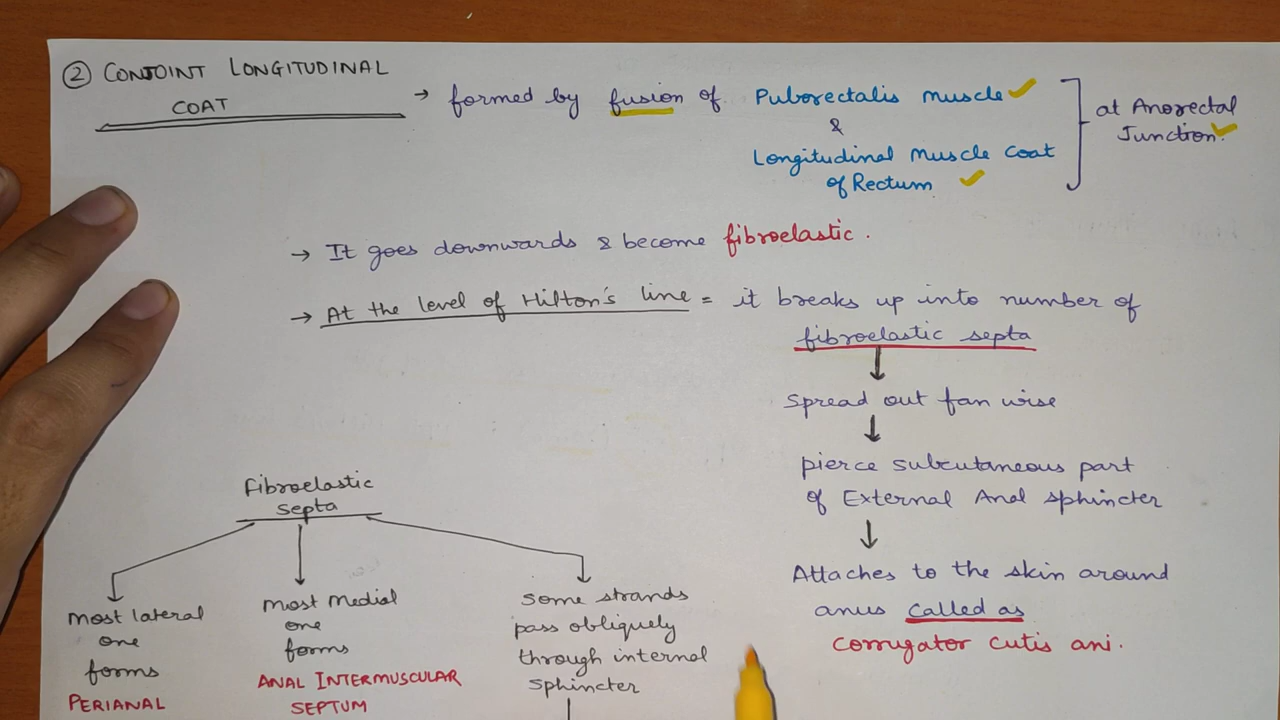 ② CONJOINT LONGITUDINAL
COAT
→ formed by fusion of Puborectalis muscle
&
Longitudinal Muscle Coat
of Rectum
at Anorectal
Junction.
→ It goes downwards & become fibroelastic.
→ At the level of Hilton's line = it breaks up into number of
fibroelastic septa
Spread out fan wise
pierce subcutaneous part
of External Anal sphincter
Attaches to the skin around
anus called as
corrugator cutis ani.
Fibroelastic
septa
most lateral
one
forms
PERIANAL
most medial
one
forms
ANAL INTERMUSCULAR
SEPTUM
some strands
pass obliquely
through internal
sphincter